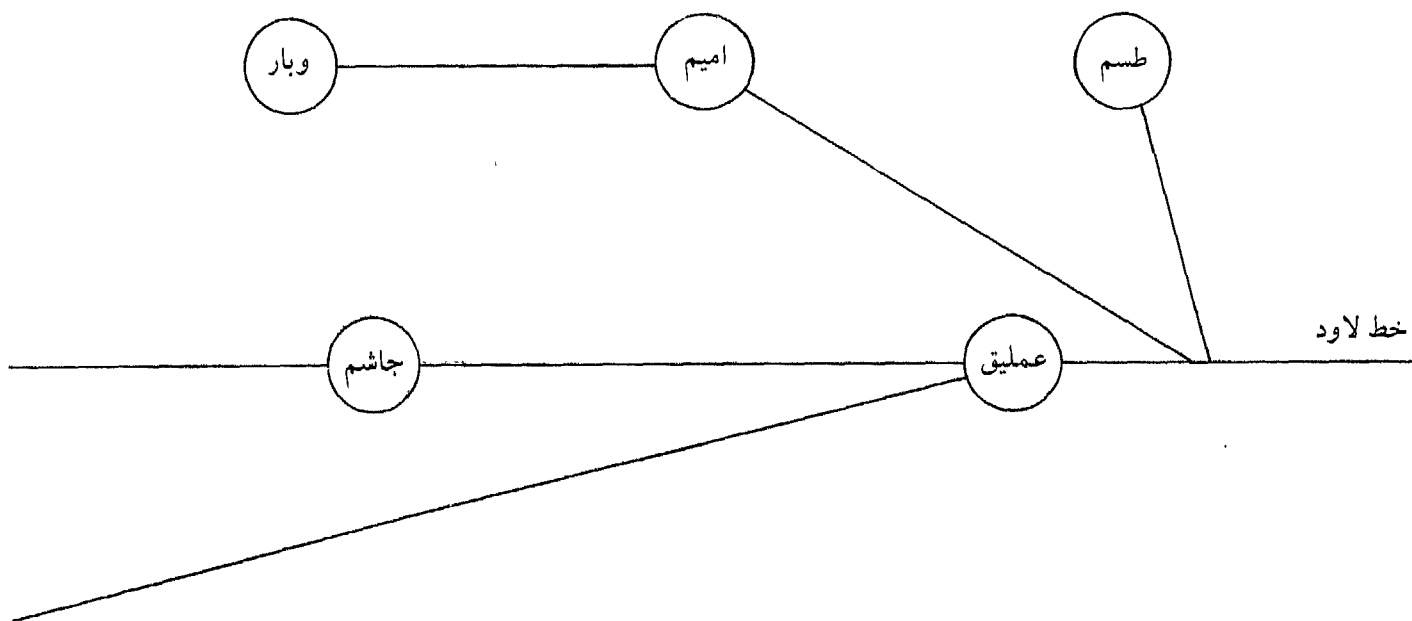 طسم
اميم
وبار
خط لاود
عمليق
جاشم